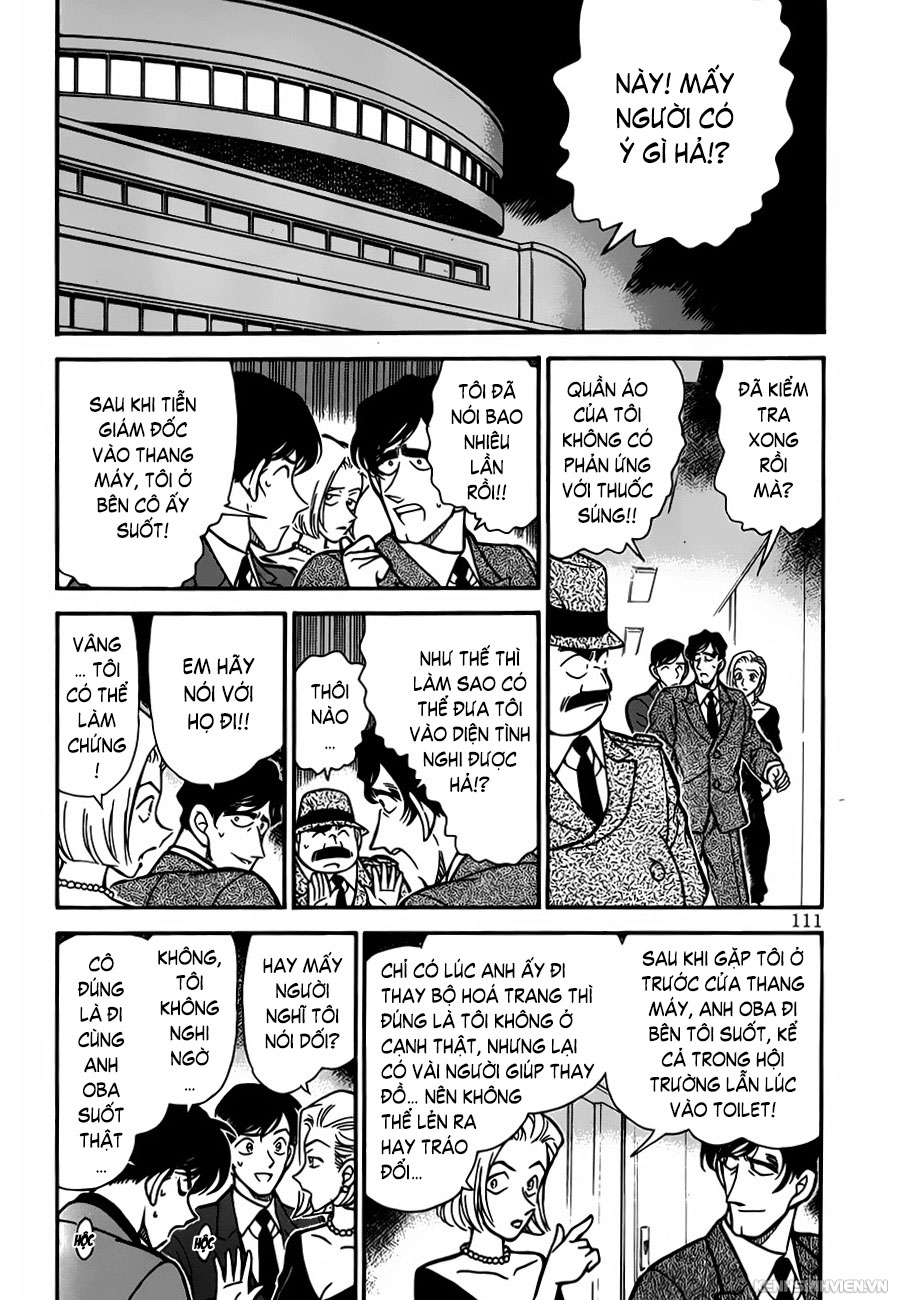 NÀY! MẤY
NGƯỜI CÓ
Ý GÌ HẢ!?
ĐÃ KIỂM
TRA
XONG
RỒI
MÀ?
QUẦN ÁO
CỦA TÔI
KHÔNG CÓ
PHẢN ỨNG
VỚI THUỐC
SÚNG!!
TÔI ĐÃ
NÓI BAO
NHIÊU
LẦN
RỒI!!
SAU KHI TIỄN
GIÁM ĐỐC
VÀO THANG
MÁY, TÔI Ở
BÊN CÔ ẤY
SUỐT!
NHƯ THẾ THÌ
LÀM SAO CÓ
THỂ ĐƯA TÔI
VÀO DIỆN TÌNH
NGHI ĐƯỢC
HẢ!?
THÔI
NÀO
...
EM HÃY
NÓI VỚI
HỌ ĐI!!
VÂNG
... TÔI
CÓ THỂ
LÀM
CHỨNG
!
111
SAU KHI GẶP TÔI Ở
TRƯỚC CỬA THANG
MÁY, ANH OBA ĐI
BÊN TÔI SUỐT, KỂ
CẢ TRONG HỘI
TRƯỜNG LẪN LÚC
VÀO TOILET!
CHỈ CÓ LÚC ANH ẤY ĐI
THAY BỘ HOÁ TRANG THÌ
ĐÚNG LÀ TÔI KHÔNG Ở
CẠNH THẬT, NHƯNG LẠI
CÓ VÀI NGƯỜI GIÚP THAY
ĐỒ... NÊN KHÔNG
THỂ LẺN RA
HAY TRÁO
ĐỔI...
HAY MẤY
NGƯỜI
NGHĨ TÔI
NÓI DỐI?
KHÔNG,
TÔI
KHÔNG
NGHI
NGỜ
...
CÔ
ĐÚNG
LÀ ĐI
CÙNG
ANH
OBA
SUỐT
THẬT
...
HỘC
HỘC
KENHSINHVIEN.VN